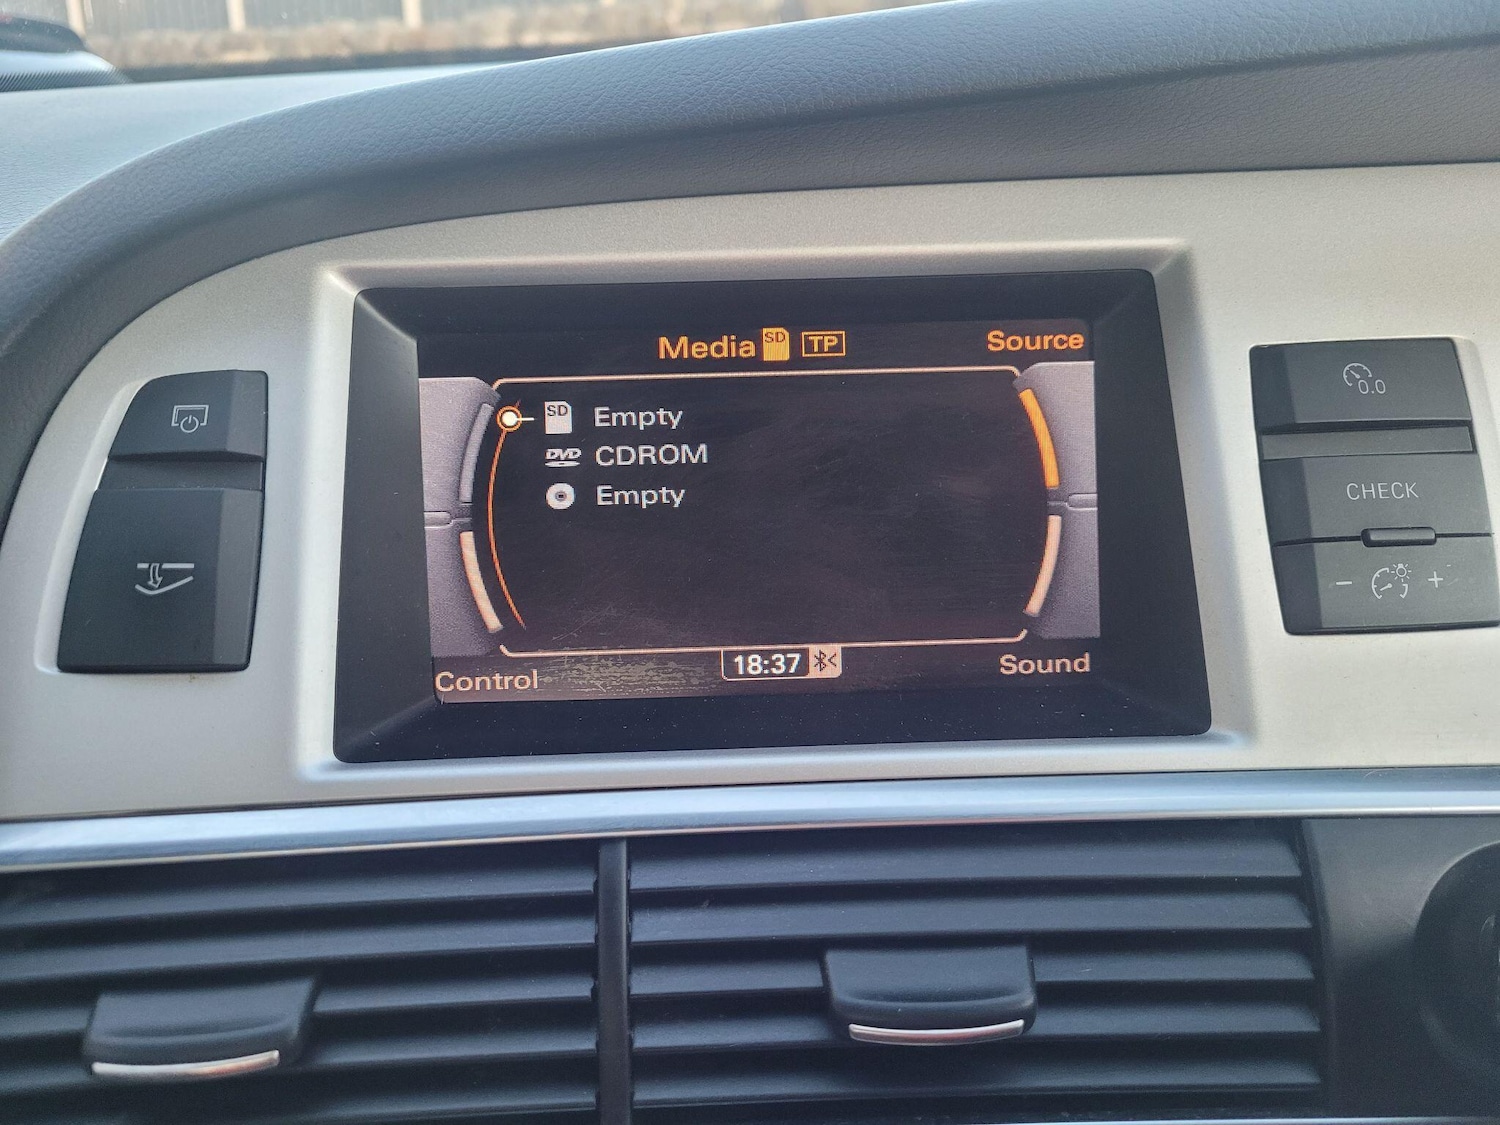 Media SD TP Source
SD Empty
DVD CDROM
Empty
Control 18:37 Sound
0.0
CHECK
- +